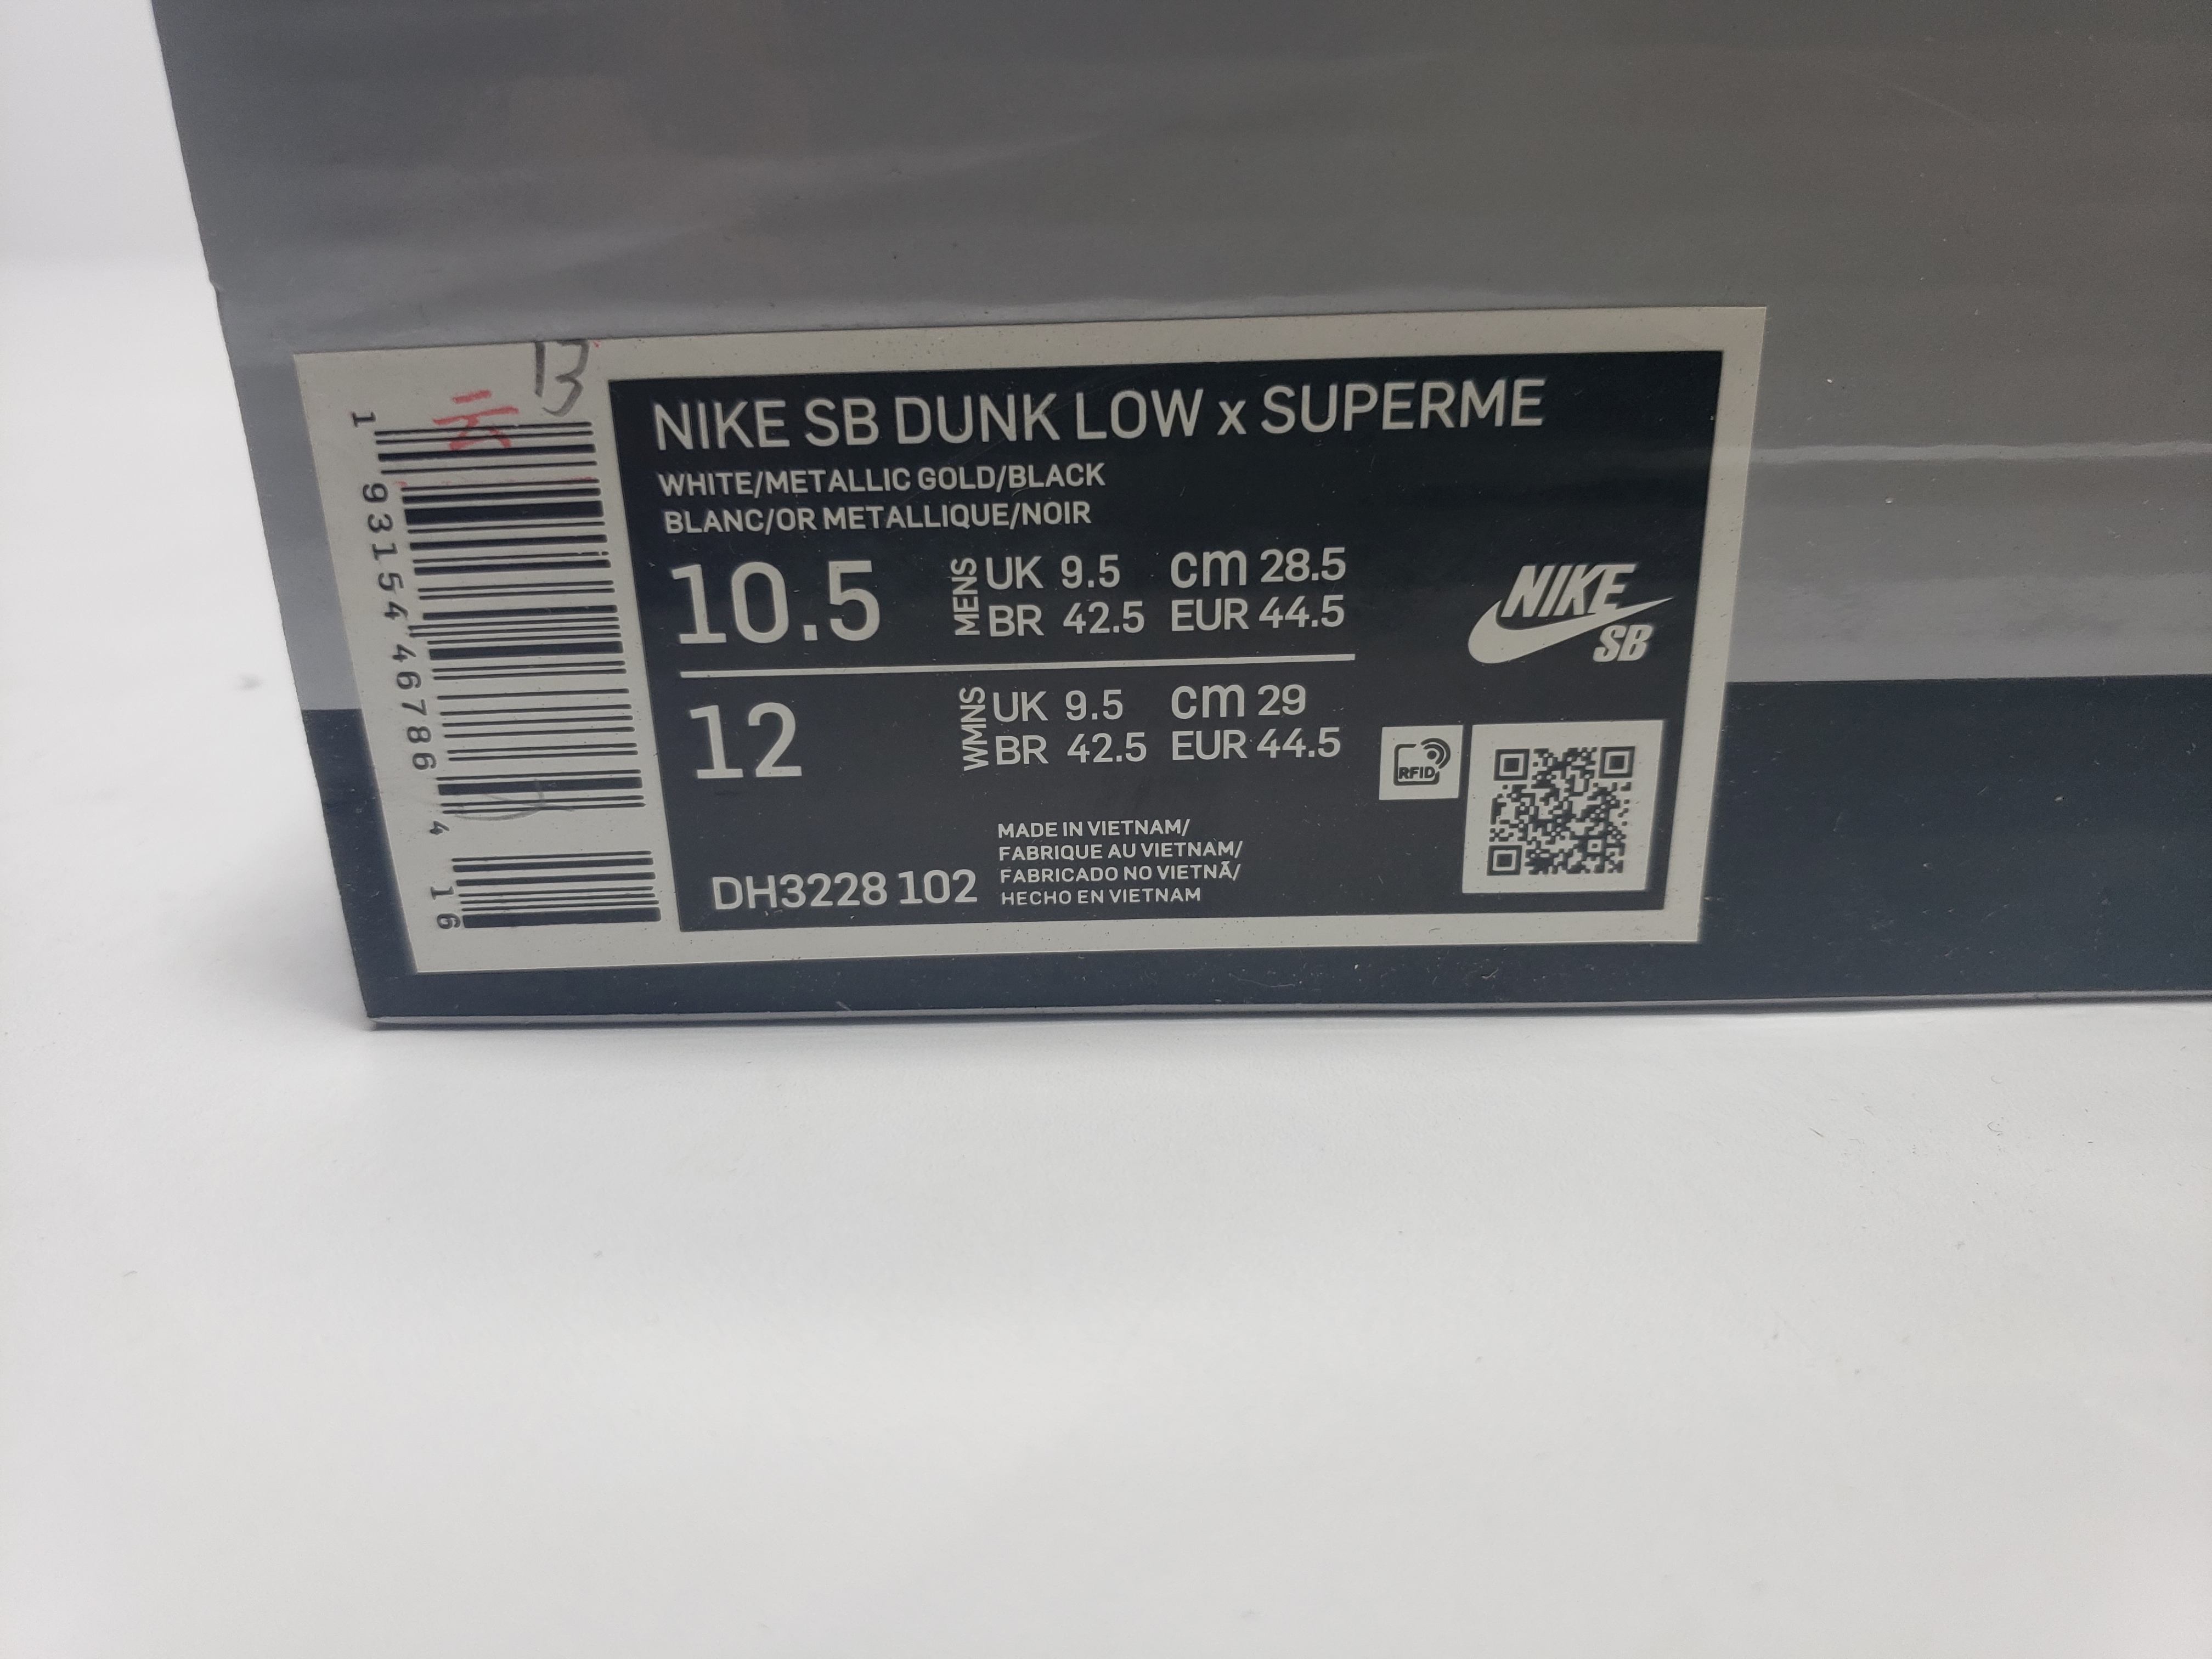 13
1 93154 46786 4 16
NIKE SB DUNK LOW x SUPERME
WHITE/METALLIC GOLD/BLACK
BLANC/OR METALLIQUE/NOIR
10.5 MENS UK 9.5 cm 28.5
BR 42.5 EUR 44.5
12 WMNS UK 9.5 cm 29
BR 42.5 EUR 44.5
NIKE
SB
RFID
MADE IN VIETNAM/
FABRIQUE AU VIETNAM/
FABRICADO NO VIETNÃ/
HECHO EN VIETNAM
DH3228 102